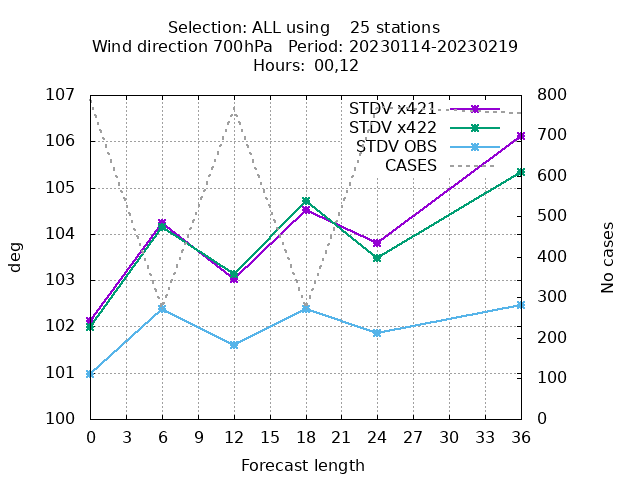 Selection: ALL using    25 stations
Wind direction 700hPa   Period: 20230114-20230219
Hours:  00,12
107 800
STDV x421
106 700
STDV x422
STDV OBS
CASES
105 600
500
104 400
103 300
102 200
101 100
100 0
deg
No cases
0 3 6 9 12 15 18 21 24 27 30 33 36
Forecast length